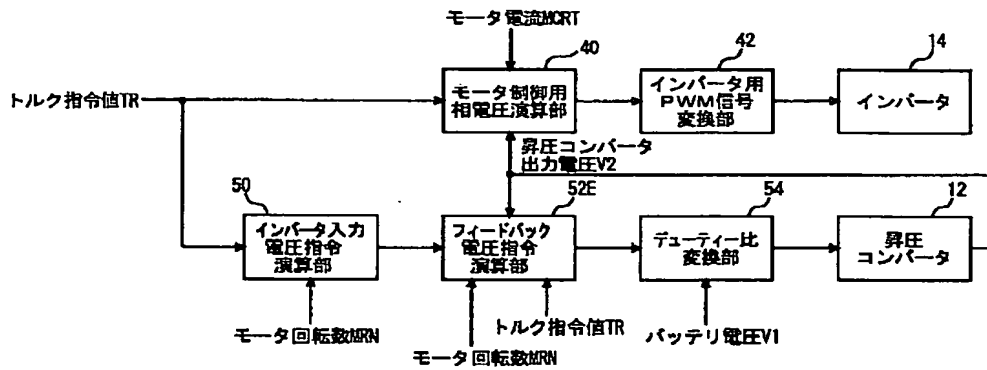 モータ電流MCRT
40
42
14
トルク指令値TR
モータ制御用
相電圧演算部
インバータ用
PWM信号
変換部
インバータ
昇圧コンバータ
出力電圧V2
50
52E
54
12
インバータ入力
電圧指令
演算部
フィードバック
電圧指令
演算部
デューティー比
変換部
昇圧
コンバータ
トルク指令値TR
バッテリ電圧V1
モータ回転数MRN
モータ回転数MRN